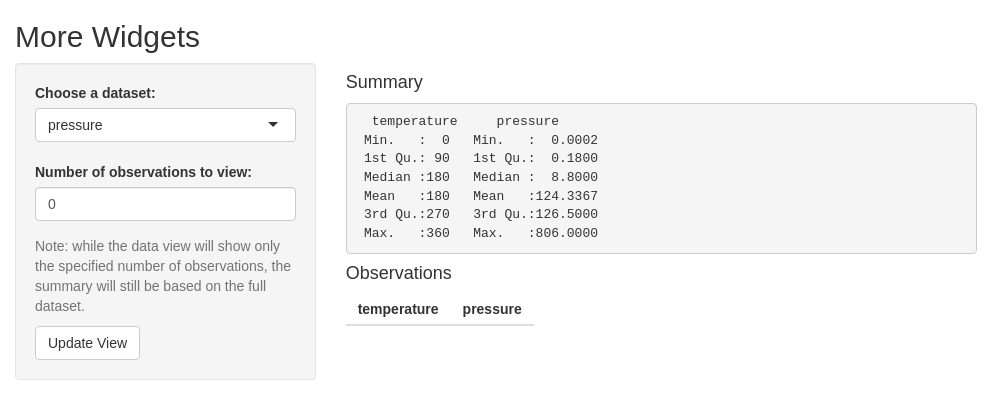 More Widgets
Choose a dataset:
pressure
Number of observations to view:
0
Note: while the data view will show only
the specified number of observations, the
summary will still be based on the full
dataset.
Update View
Summary
temperature     pressure
Min.   :  0   Min.   :  0.0002
1st Qu.: 90   1st Qu.:  0.1800
Median :180   Median :  8.8000
Mean   :180   Mean   :124.3367
3rd Qu.:270   3rd Qu.:126.5000
Max.   :360   Max.   :806.0000
Observations
temperature pressure